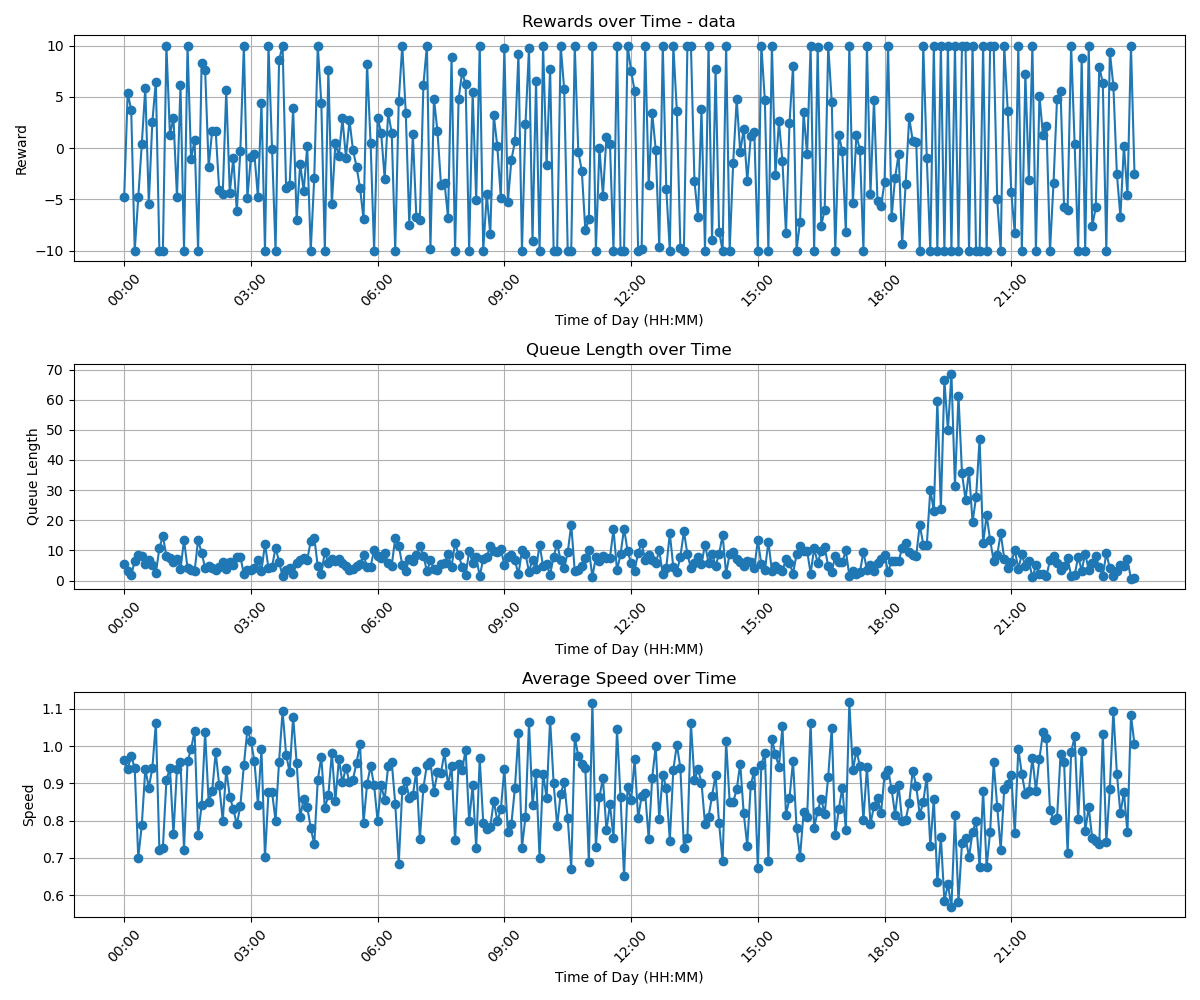 Rewards over Time - data
10
5
0
−5
−10
Reward
00:00 03:00 06:00 09:00 12:00 15:00 18:00 21:00
Time of Day (HH:MM)
Queue Length over Time
70
60
50
40
30
20
10
0
Queue Length
00:00 03:00 06:00 09:00 12:00 15:00 18:00 21:00
Time of Day (HH:MM)
Average Speed over Time
1.1
1.0
0.9
0.8
0.7
0.6
Speed
00:00 03:00 06:00 09:00 12:00 15:00 18:00 21:00
Time of Day (HH:MM)